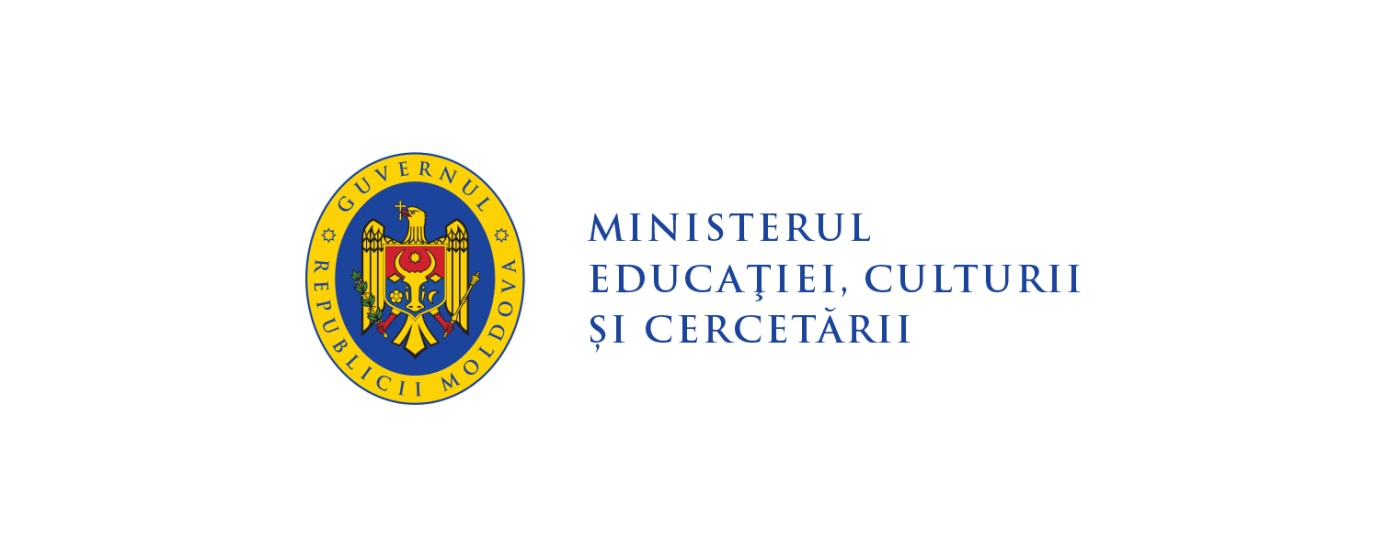 GUVERNUL
REPUBLICII MOLDOVA
MINISTERUL
EDUCAŢIEI, CULTURII
ȘI CERCETĂRII